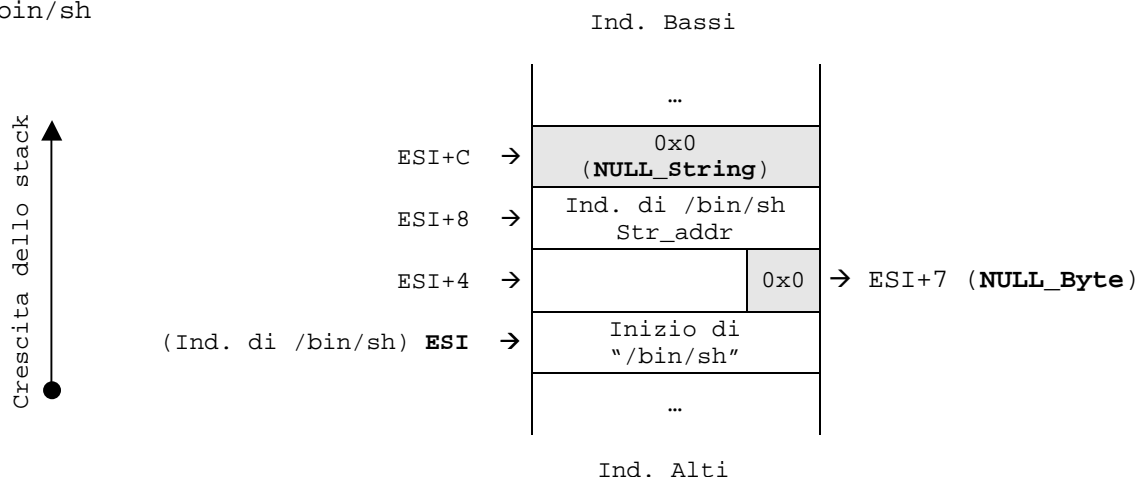 bin/sh
Ind. Bassi
…
Crescita dello stack
ESI+C →
0x0
(NULL_String)
ESI+8 →
Ind. di /bin/sh
Str_addr
ESI+4 →
0x0
→ ESI+7 (NULL_Byte)
(Ind. di /bin/sh) ESI →
Inizio di
“/bin/sh”
…
Ind. Alti